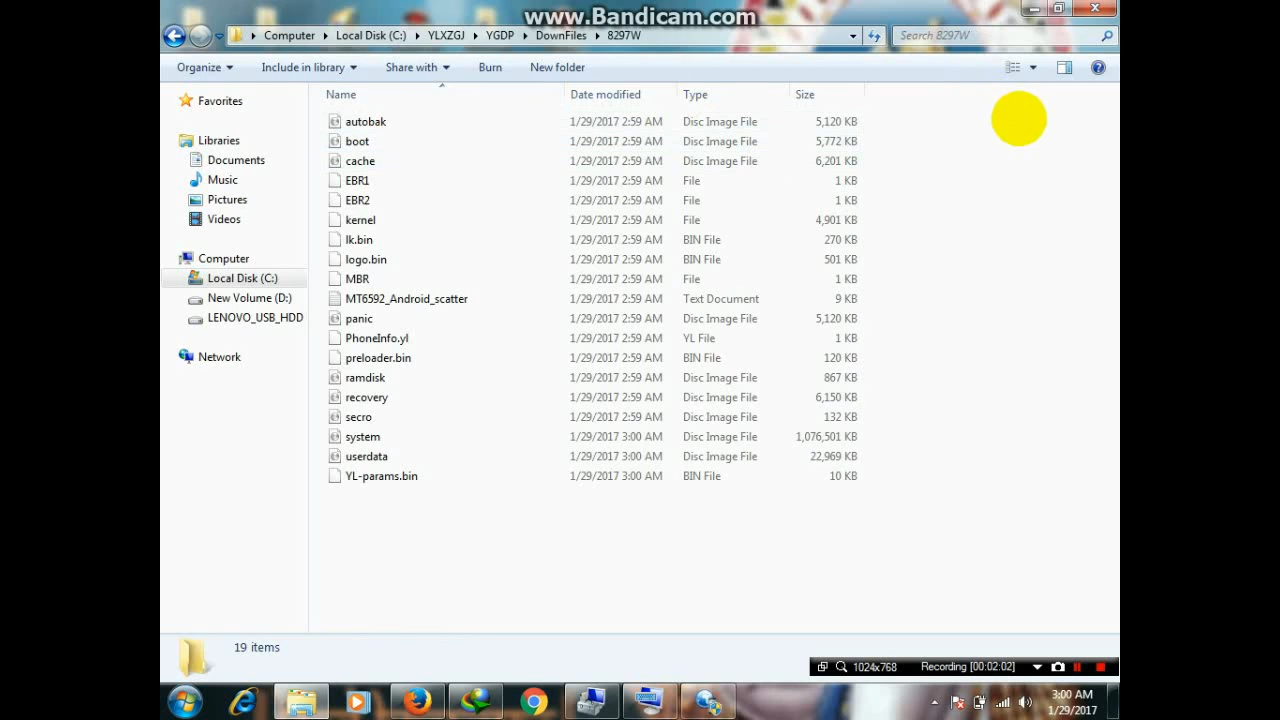 www.Bandicam.com
Computer Local Disk (C:) YLXZGJ YGDP DownFiles 8297W Search 8297W
Organize Include in library Share with Burn New folder
Name Date modified Type Size
Favorites
Libraries
Documents
Music
Pictures
Videos
Computer
Local Disk (C:)
New Volume (D:)
LENOVO_USB_HDD
Network
autobak 1/29/2017 2:59 AM Disc Image File 5,120 KB
boot 1/29/2017 2:59 AM Disc Image File 5,772 KB
cache 1/29/2017 2:59 AM Disc Image File 6,201 KB
EBR1 1/29/2017 2:59 AM File 1 KB
EBR2 1/29/2017 2:59 AM File 1 KB
kernel 1/29/2017 2:59 AM File 4,901 KB
lk.bin 1/29/2017 2:59 AM BIN File 270 KB
logo.bin 1/29/2017 2:59 AM BIN File 501 KB
MBR 1/29/2017 2:59 AM File 1 KB
MT6592_Android_scatter 1/29/2017 2:59 AM Text Document 9 KB
panic 1/29/2017 2:59 AM Disc Image File 5,120 KB
PhoneInfo.yl 1/29/2017 2:59 AM YL File 1 KB
preloader.bin 1/29/2017 2:59 AM BIN File 120 KB
ramdisk 1/29/2017 2:59 AM Disc Image File 867 KB
recovery 1/29/2017 2:59 AM Disc Image File 6,150 KB
secro 1/29/2017 2:59 AM Disc Image File 132 KB
system 1/29/2017 3:00 AM Disc Image File 1,076,501 KB
userdata 1/29/2017 3:00 AM Disc Image File 22,969 KB
YL-params.bin 1/29/2017 3:00 AM BIN File 10 KB
19 items
1024x768 Recording [00:02:02]
3:00 AM
1/29/2017